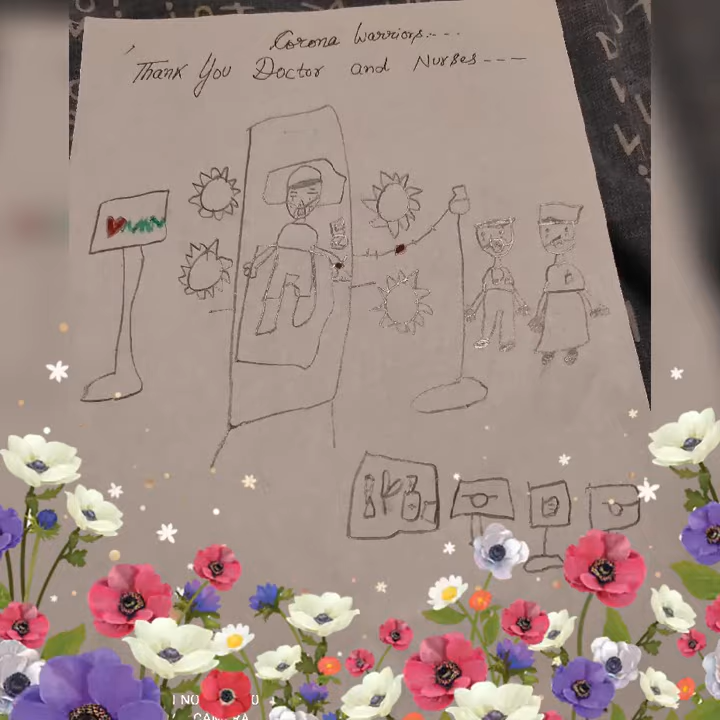 Corona Warriors----
Thank You Doctor and Nurses---